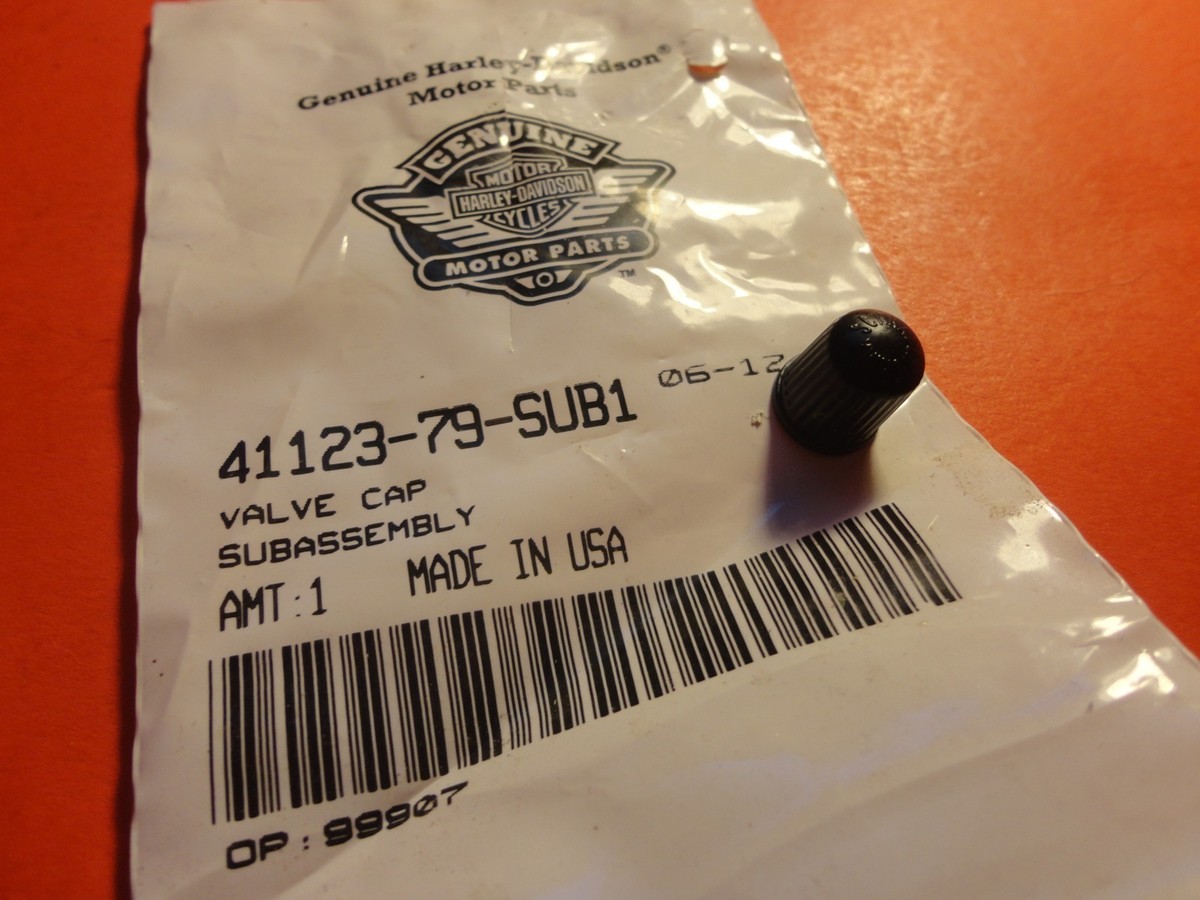 Genuine Harley-Davidson®
Motor Parts
GENUINE
MOTOR
HARLEY-DAVIDSON
CYCLES
MOTOR PARTS
™
41123-79-SUB1 06-12
VALVE CAP
SUBASSEMBLY
AMT:1 MADE IN USA
OP:99907